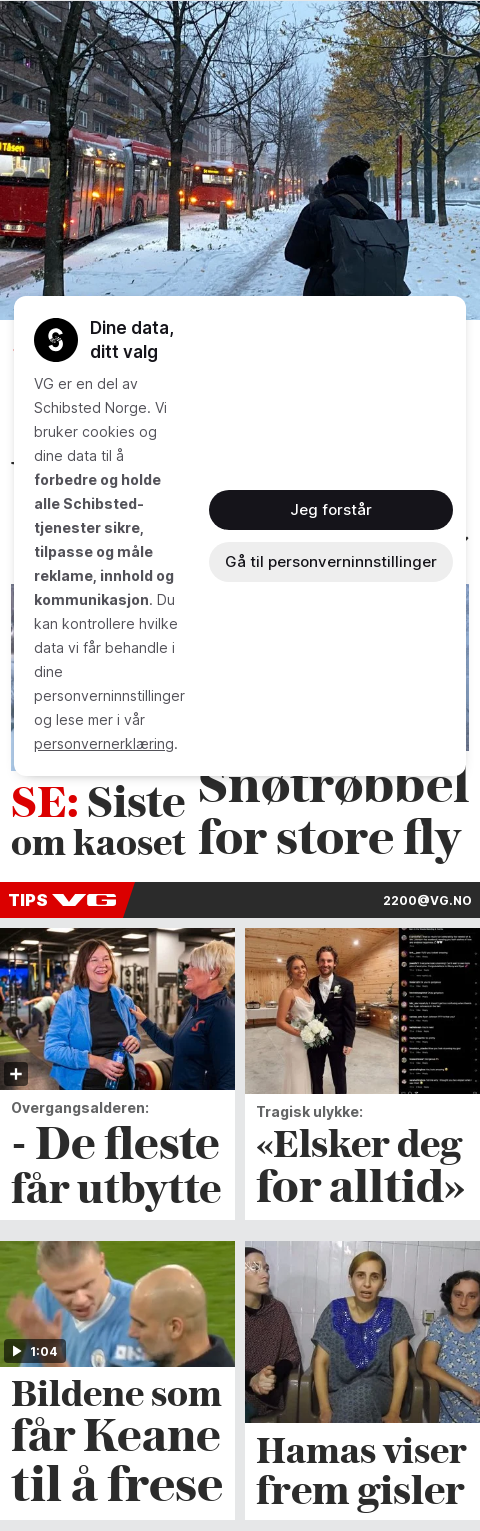 Tåsen
Dine data,
ditt valg
VG er en del av
Schibsted Norge. Vi
bruker cookies og
dine data til å
forbedre og holde
alle Schibsted-
tjenester sikre,
tilpasse og måle
reklame, innhold og
kommunikasjon. Du
kan kontrollere hvilke
data vi får behandle i
dine
personverninnstillinger
og lese mer i vår
personvernerklæring.
Jeg forstår
Gå til personverninnstillinger
SE: Siste
om kaoset
Snøtrøbbel
for store fly
TIPS VG
2200@VG.NO
Overgangsalderen:
- De fleste
får utbytte
Tragisk ulykke:
«Elsker deg
for alltid»
1:04
Bildene som
får Keane
til å frese
Hamas viser
frem gisler